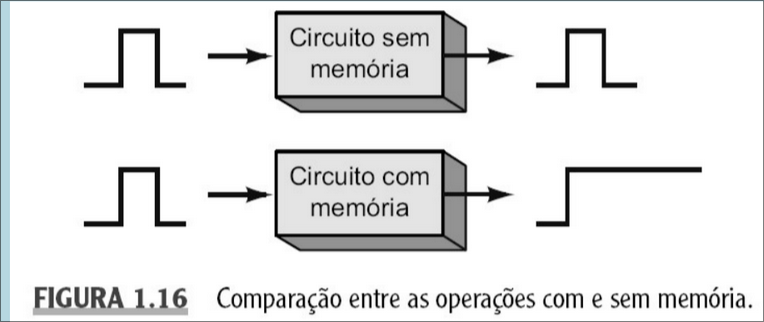 Circuito sem
memória
Circuito com
memória
FIGURA 1.16 Comparação entre as operações com e sem memória.